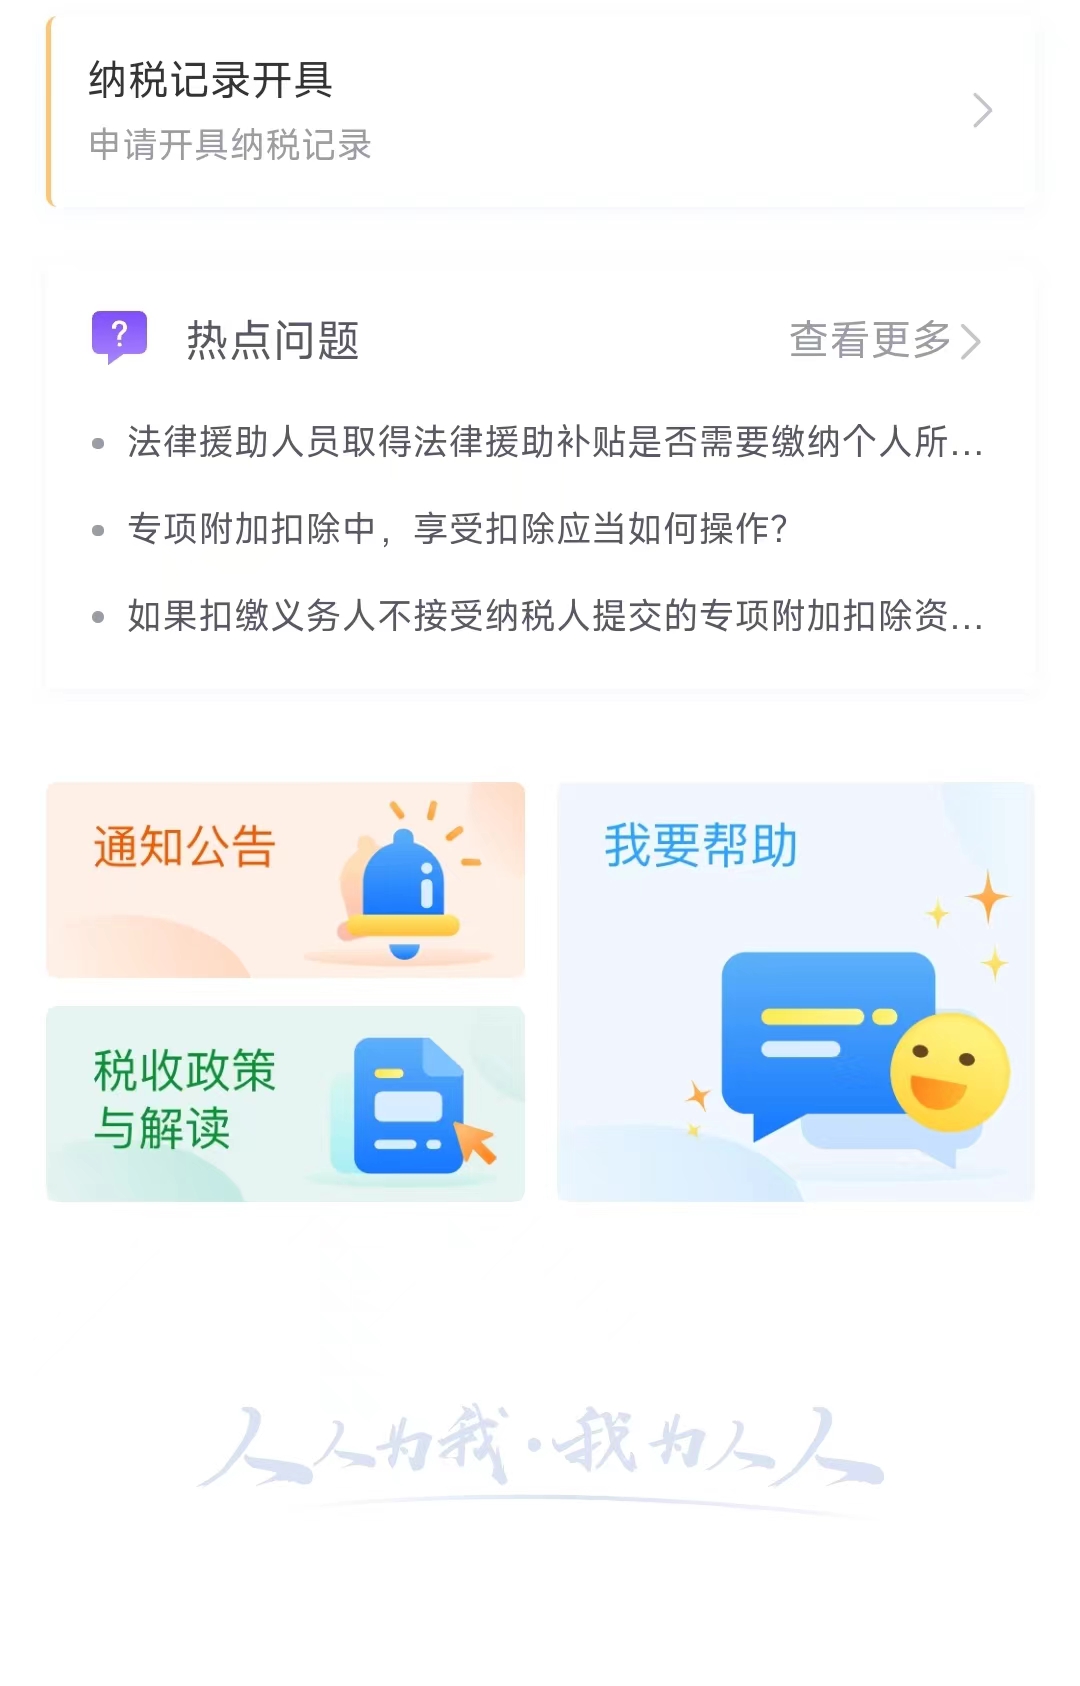 纳税记录开具
申请开具纳税记录
热点问题
查看更多
法律援助人员取得法律援助补贴是否需要缴纳个人所...
专项附加扣除中，享受扣除应当如何操作?
如果扣缴义务人不接受纳税人提交的专项附加扣除资...
通知公告
我要帮助
税收政策
与解读
人人为我·我为人人